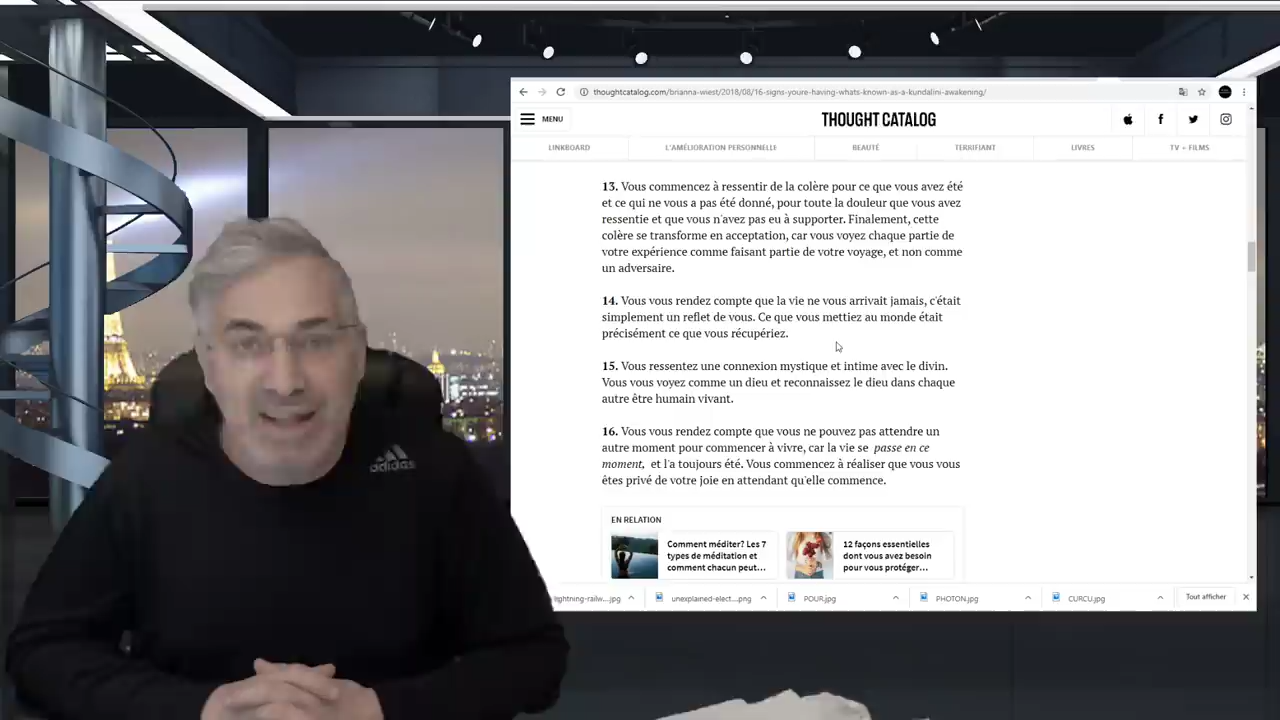 thoughtcatalog.com/brianna-wiest/2018/08/16-signs-youre-having-whats-known-as-a-kundalini-awakening/
MENU
THOUGHT CATALOG
LINKBOARD
L'AMÉLIORATION PERSONNELLE
BEAUTÉ
TERRIFIANT
LIVRES
TV + FILMS
13. Vous commencez à ressentir de la colère pour ce que vous avez été
et ce qui ne vous a pas été donné, pour toute la douleur que vous avez
ressentie et que vous n'avez pas eu à supporter. Finalement, cette
colère se transforme en acceptation, car vous voyez chaque partie de
votre expérience comme faisant partie de votre voyage, et non comme
un adversaire.
14. Vous vous rendez compte que la vie ne vous arrivait jamais, c'était
simplement un reflet de vous. Ce que vous mettiez au monde était
précisément ce que vous récupériez.
15. Vous ressentez une connexion mystique et intime avec le divin.
Vous vous voyez comme un dieu et reconnaissez le dieu dans chaque
autre être humain vivant.
16. Vous vous rendez compte que vous ne pouvez pas attendre un
autre moment pour commencer à vivre, car la vie se passe en ce
moment, et l'a toujours été. Vous commencez à réaliser que vous vous
êtes privé de votre joie en attendant qu'elle commence.
EN RELATION
Comment méditer? Les 7
types de méditation et
comment chacun peut...
12 façons essentielles
dont vous avez besoin
pour vous protéger...
lightning-railw....jpg
unexplained-elect....png
POUR.jpg
PHOTON.jpg
CURCU.jpg
Tout afficher
adidas